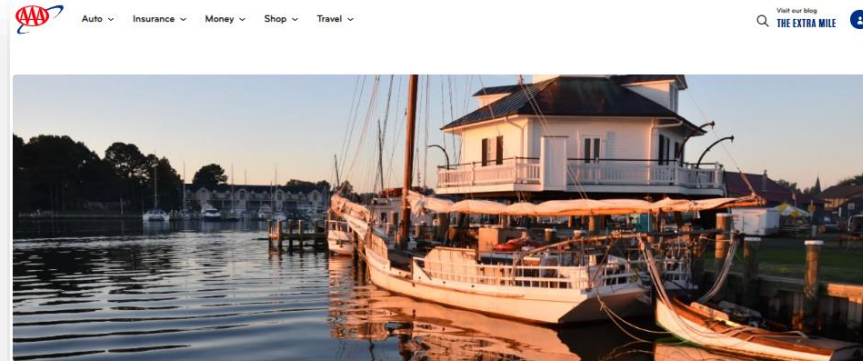 AAA
Auto
Insurance
Money
Shop
Travel
Visit our blog
THE EXTRA MILE